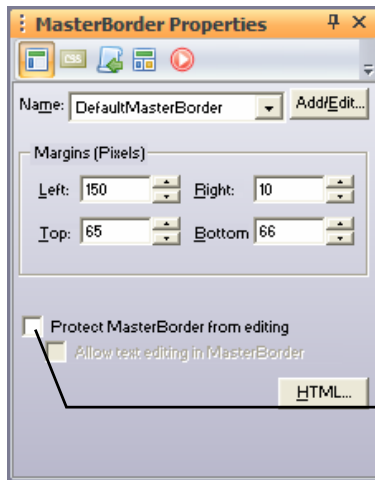 MasterBorder Properties
CSS
Name: DefaultMasterBorder Add/Edit...
Margins (Pixels)
Left: 150 Right: 10
Top: 65 Bottom 66
Protect MasterBorder from editing
Allow text editing in MasterBorder
HTML...